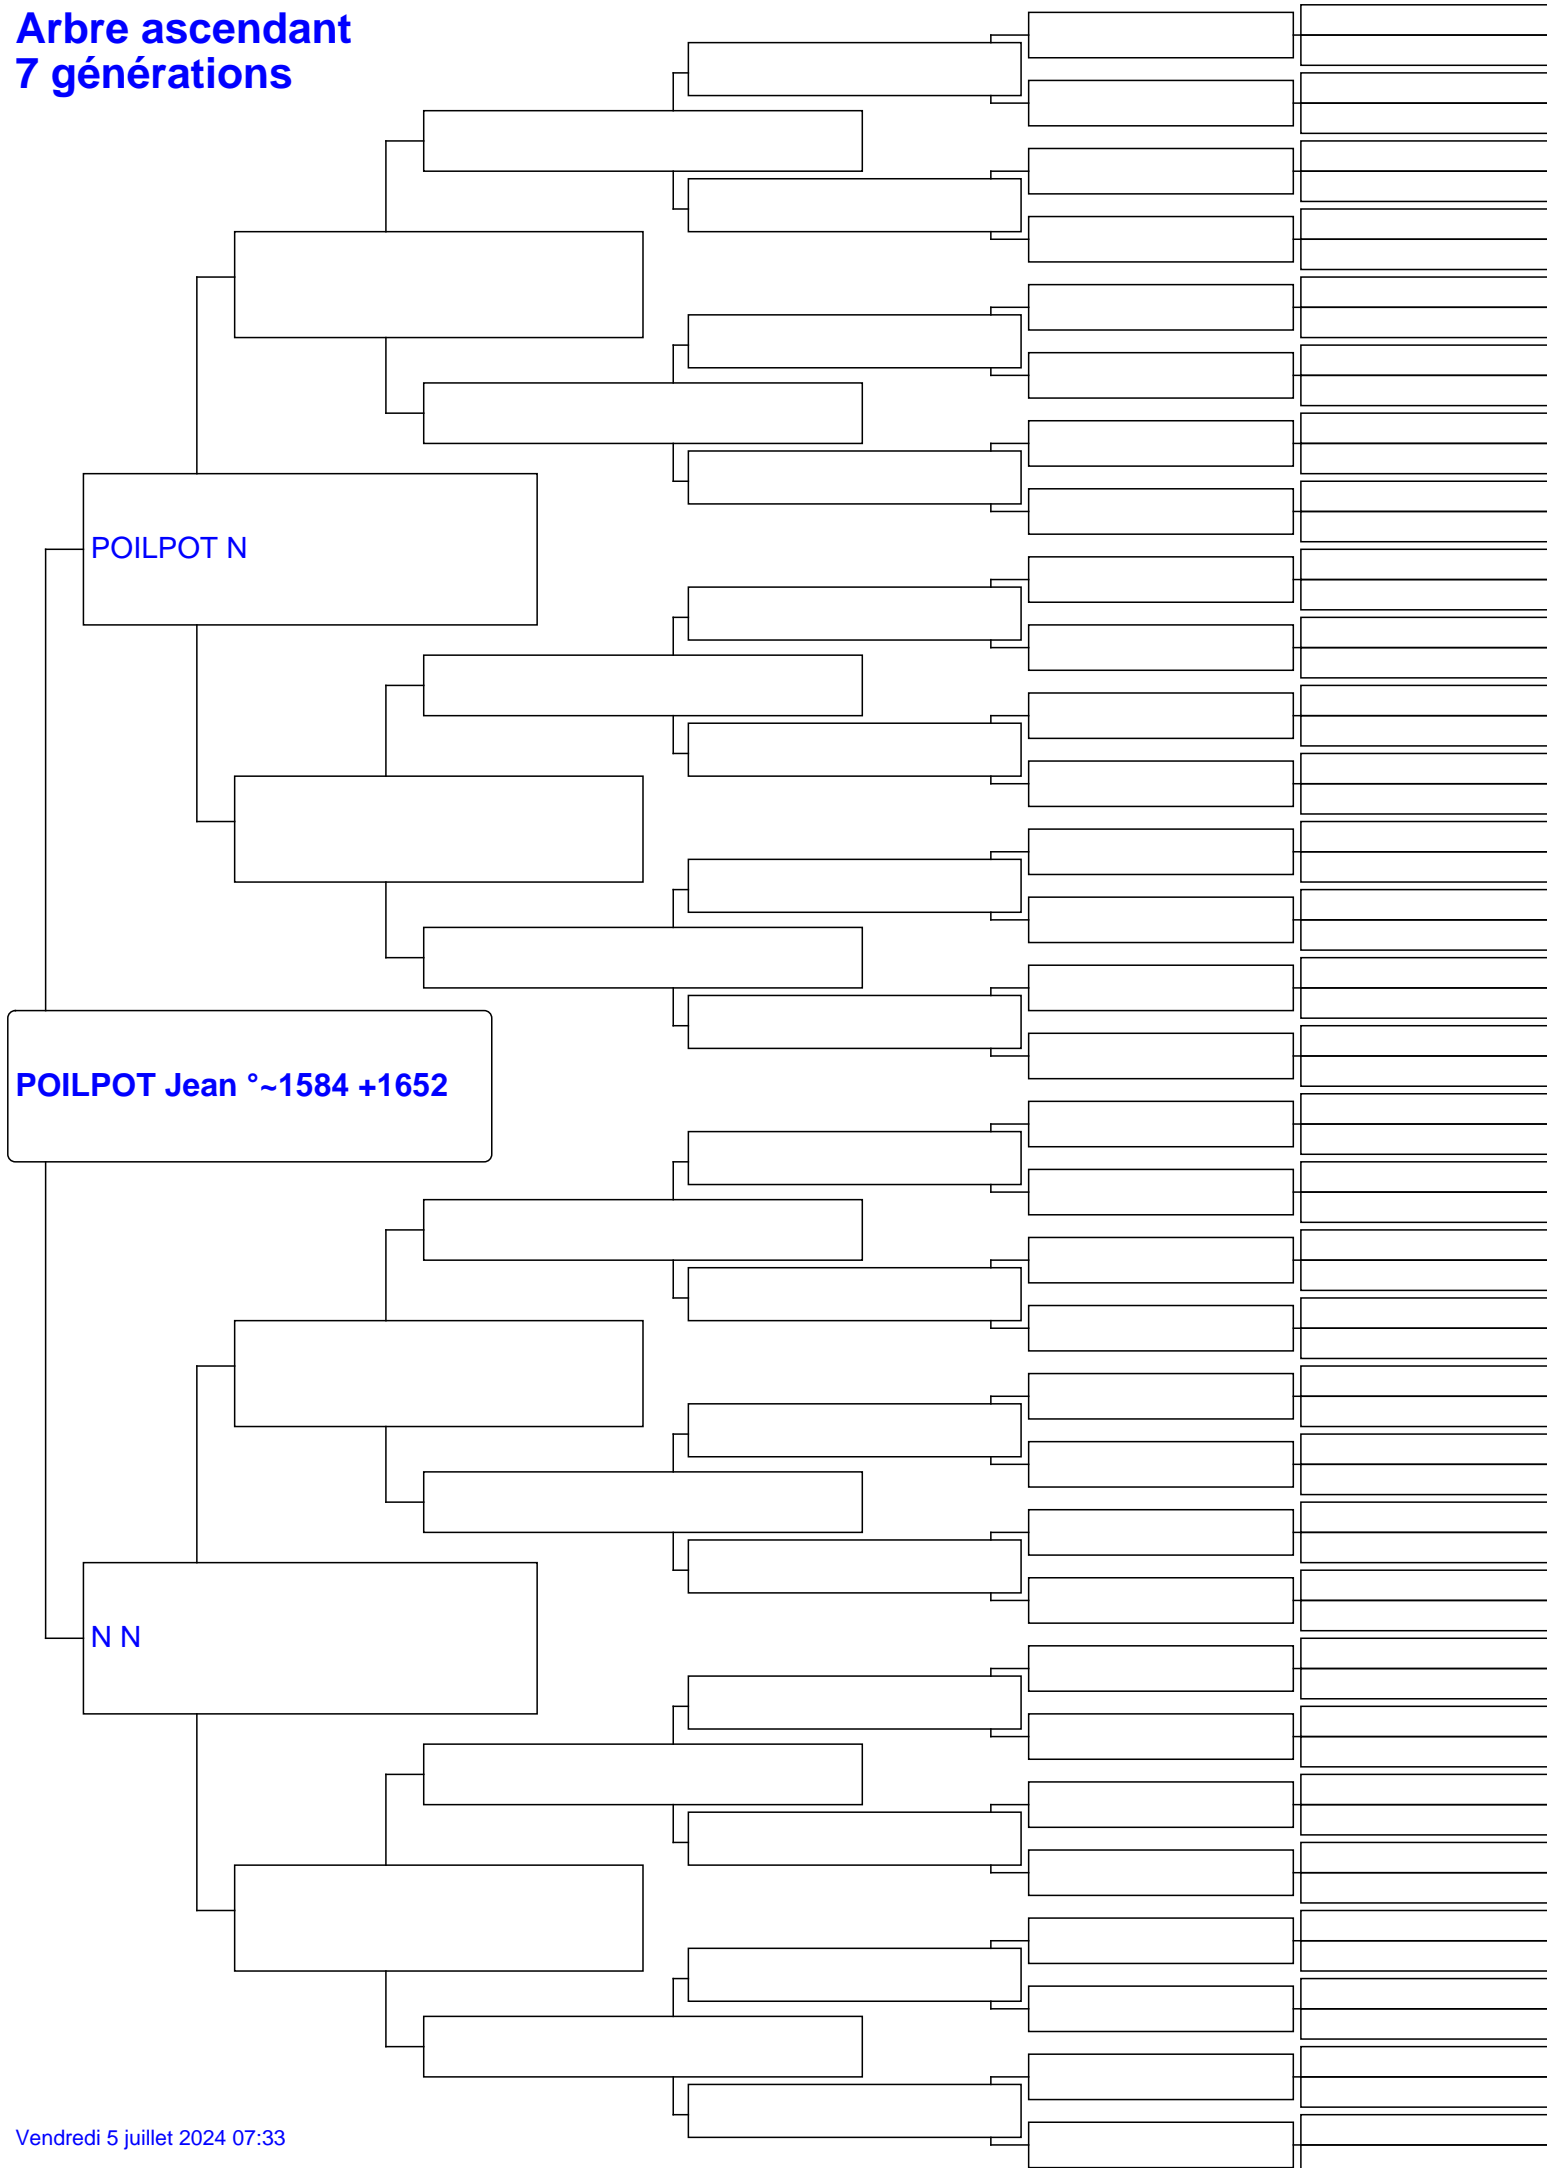 Arbre ascendant
7 générations
POILPOT N
POILPOT Jean °~1584 +1652
N N
Vendredi 5 juillet 2024 07:33